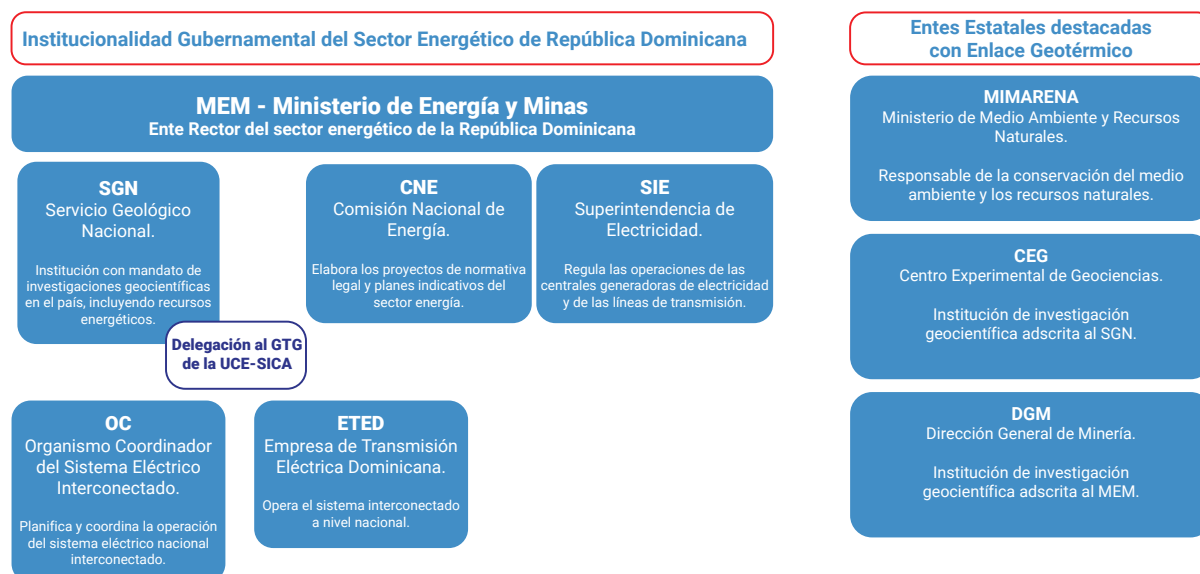 Institucionalidad Gubernamental del Sector Energético de República Dominicana
MEM - Ministerio de Energía y Minas
Ente Rector del sector energético de la República Dominicana
SGN
Servicio Geológico
Nacional.
Institución con mandato de
investigaciones geocientíficas
en el país, incluyendo recursos
energéticos.
CNE
Comisión Nacional de
Energía.
Elabora los proyectos de normativa
legal y planes indicativos del
sector energía.
SIE
Superintendencia de
Electricidad.
Regula las operaciones de las
centrales generadoras de electricidad
y de las líneas de transmisión.
Delegación al GTG
de la UCE-SICA
OC
Organismo Coordinador
del Sistema Eléctrico
Interconectado.
Planifica y coordina la operación
del sistema eléctrico nacional
interconectado.
ETED
Empresa de Transmisión
Eléctrica Dominicana.
Opera el sistema interconectado
a nivel nacional.
Entes Estatales destacadas
con Enlace Geotérmico
MIMARENA
Ministerio de Medio Ambiente y Recursos
Naturales.
Responsable de la conservación del medio
ambiente y los recursos naturales.
CEG
Centro Experimental de Geociencias.
Institución de investigación
geocientífica adscrita al SGN.
DGM
Dirección General de Minería.
Institución de investigación
geocientífica adscrita al MEM.